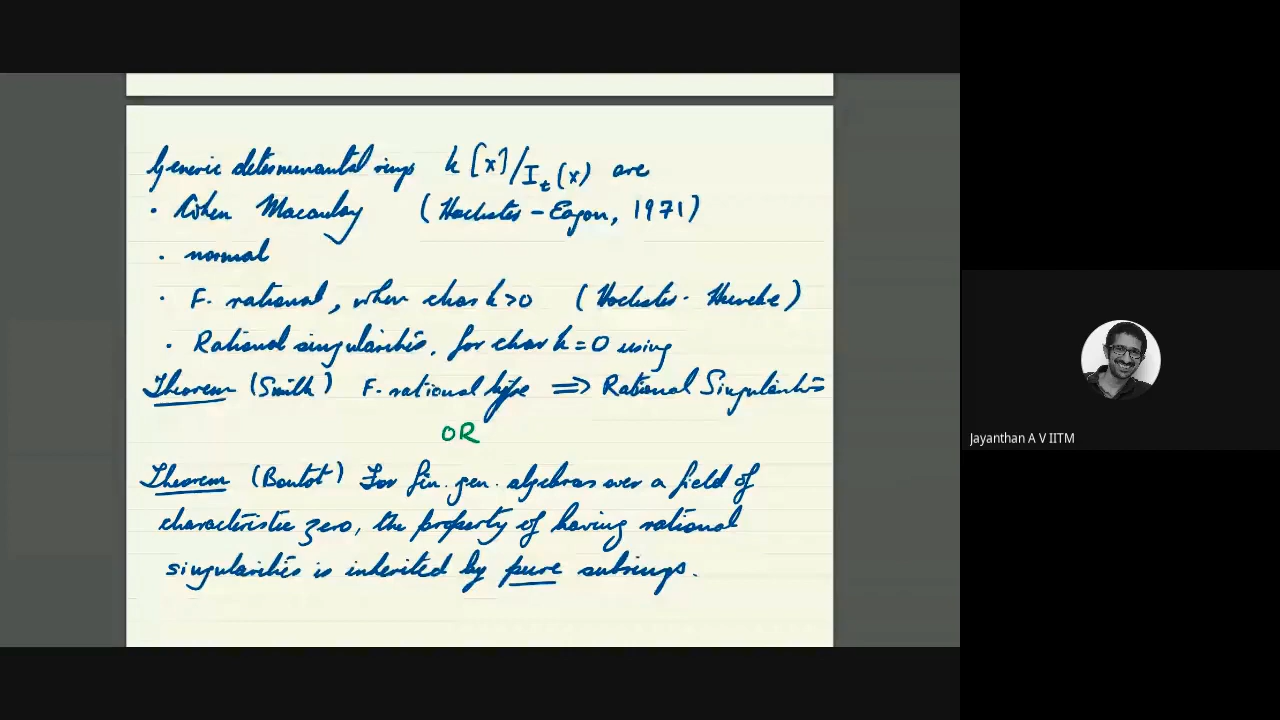 Generic determinantal rings k[X]/I_t(X) are
· Cohen Macaulay (Hochster - Eagon, 1971)
· normal
· F-rational, when char k > 0 (Hochster - Huneke)
· Rational singularities, for char k = 0 using
Theorem (Smith) F-rational type ⟹ Rational Singularities
OR
Theorem (Boutot) For fin. gen. algebras over a field of
characteristic zero, the property of having rational
singularities is inherited by pure subrings.
Jayanthan A V IITM